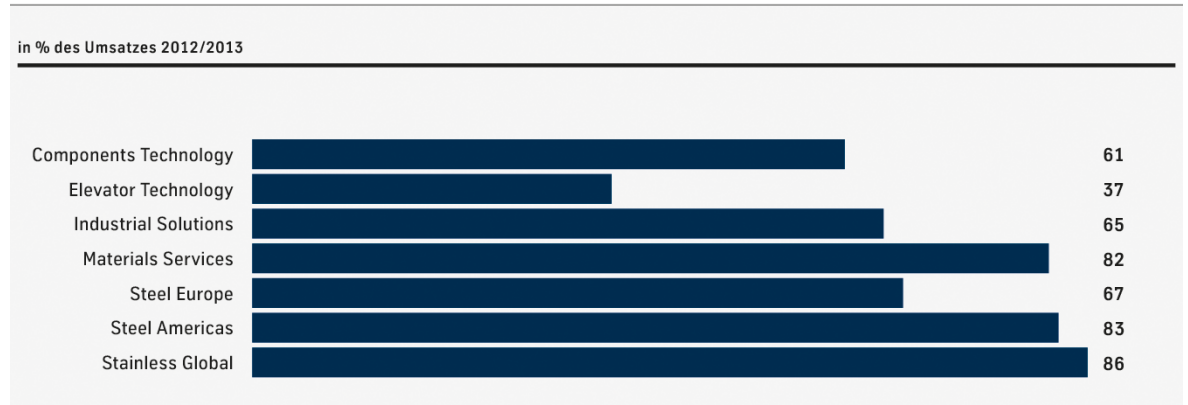 in % des Umsatzes 2012/2013
Components Technology 61
Elevator Technology 37
Industrial Solutions 65
Materials Services 82
Steel Europe 67
Steel Americas 83
Stainless Global 86